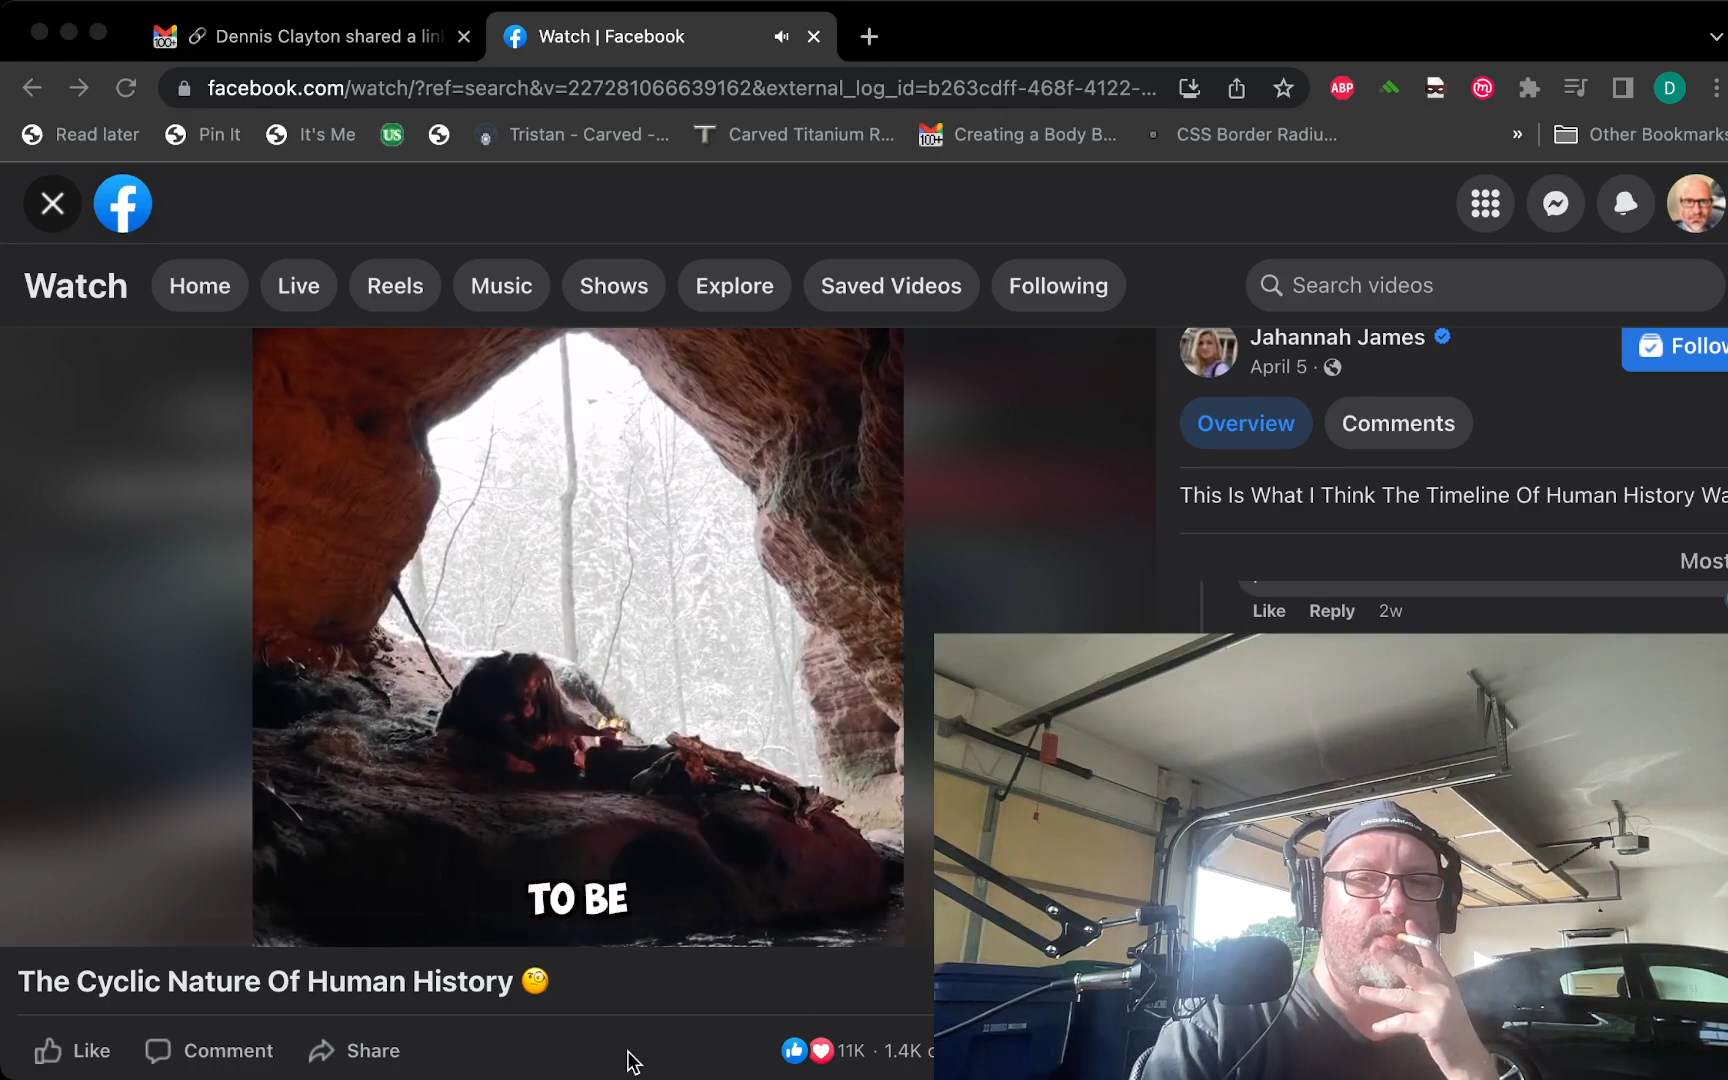 Dennis Clayton shared a lin
Watch | Facebook
facebook.com/watch/?ref=search&v=227281066639162&external_log_id=b263cdff-468f-4122-...
ABP
D
Read later
Pin It
It's Me
US
Tristan - Carved -...
Carved Titanium R...
100+
Creating a Body B...
CSS Border Radiu...
»
Other Bookmarks
Watch
Home
Live
Reels
Music
Shows
Explore
Saved Videos
Following
Search videos
Jahannah James
Follow
April 5 ·
Overview
Comments
This Is What I Think The Timeline Of Human History Wa
Most
Like Reply 2w
TO BE
UNDER ARMOUR
The Cyclic Nature Of Human History 🧐
Like
Comment
Share
11K · 1.4K c